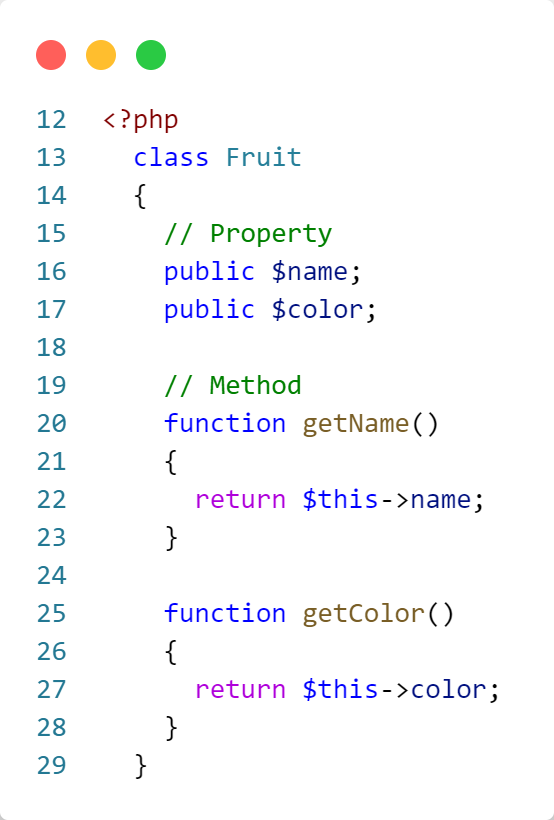 12 <?php
13   class Fruit
14   {
15     // Property
16     public $name;
17     public $color;
18
19     // Method
20     function getName()
21     {
22       return $this->name;
23     }
24
25     function getColor()
26     {
27       return $this->color;
28     }
29   }